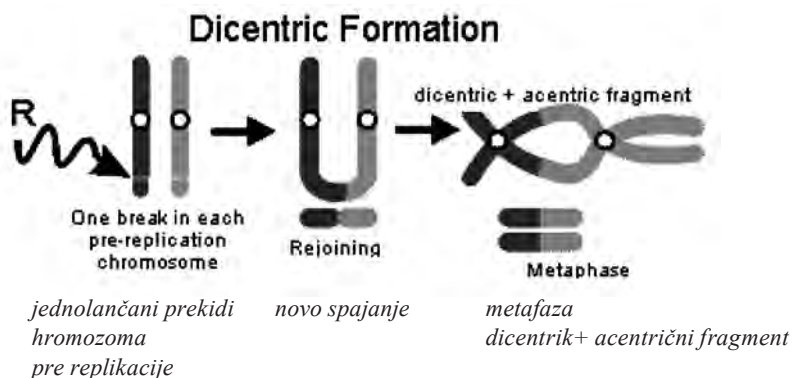 Dicentric Formation
R
dicentric + acentric fragment
One break in each
pre-replication
chromosome
Rejoining
Metaphase
jednolančani prekidi
hromozoma
pre replikacije
novo spajanje
metafaza
dicentrik+ acentrični fragment